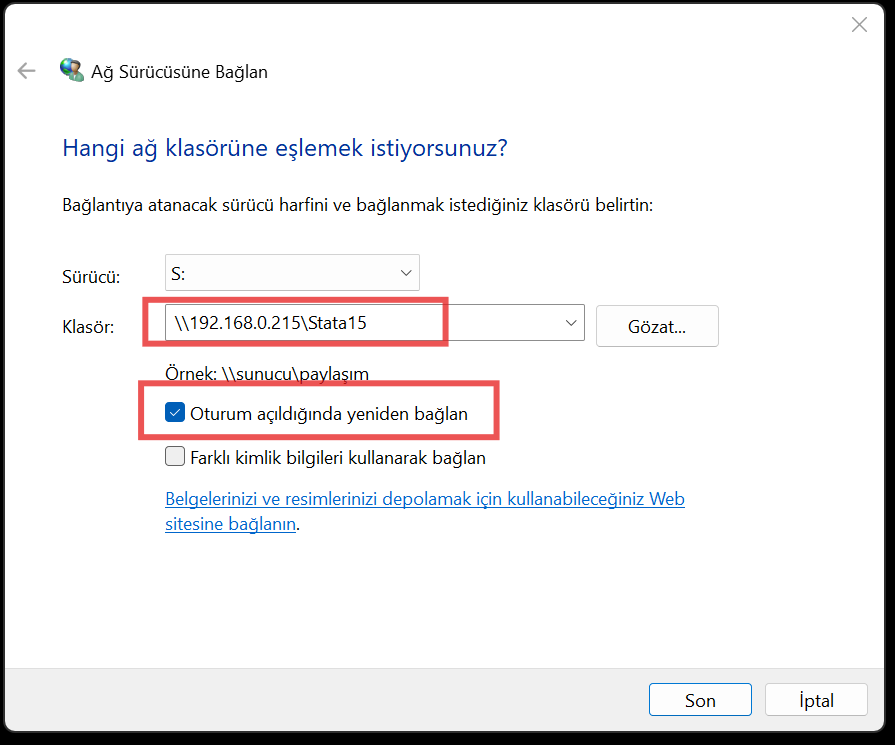 Ağ Sürücüsüne Bağlan
Hangi ağ klasörüne eşlemek istiyorsunuz?
Bağlantıya atanacak sürücü harfini ve bağlanmak istediğiniz klasörü belirtin:
Sürücü: S:
Klasör: \\192.168.0.215\Stata15 Gözat...
Örnek: \\sunucu\paylaşım
Oturum açıldığında yeniden bağlan
Farklı kimlik bilgileri kullanarak bağlan
Belgelerinizi ve resimlerinizi depolamak için kullanabileceğiniz Web
sitesine bağlanın.
Son İptal